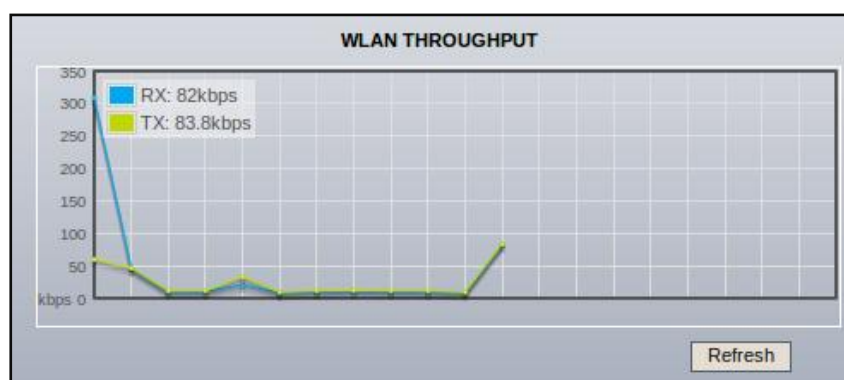 WLAN THROUGHPUT
350
RX: 82kbps
300
TX: 83.8kbps
250
200
150
100
50
kbps 0
Refresh